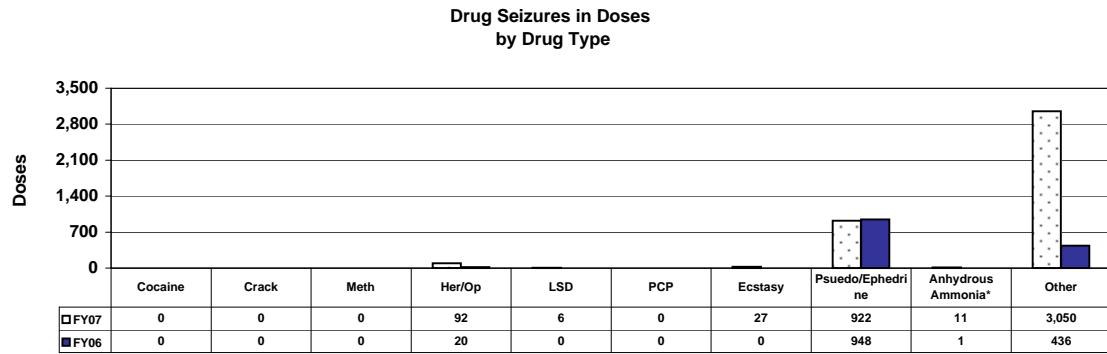 Drug Seizures in Doses
by Drug Type
3,500
2,800
2,100
1,400
700
0
Doses
Cocaine Crack Meth Her/Op LSD PCP Ecstasy Psuedo/Ephedri
ne Anhydrous
Ammonia* Other
FY07 0 0 0 92 6 0 27 922 11 3,050
FY06 0 0 0 20 0 0 0 948 1 436